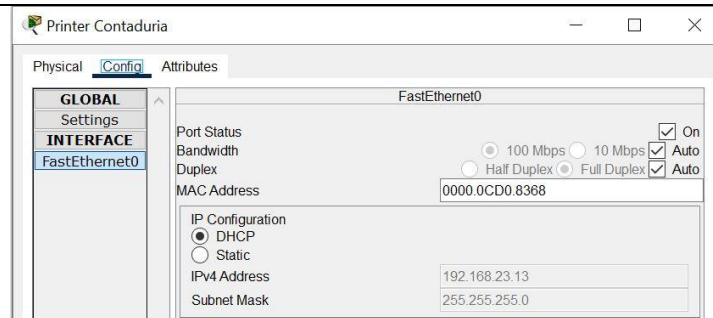 Printer Contaduria
Physical Config Attributes
GLOBAL
Settings
INTERFACE
FastEthernet0
FastEthernet0
Port Status On
Bandwidth 100 Mbps 10 Mbps Auto
Duplex Half Duplex Full Duplex Auto
MAC Address 0000.0CD0.8368
IP Configuration
DHCP
Static
IPv4 Address 192.168.23.13
Subnet Mask 255.255.255.0